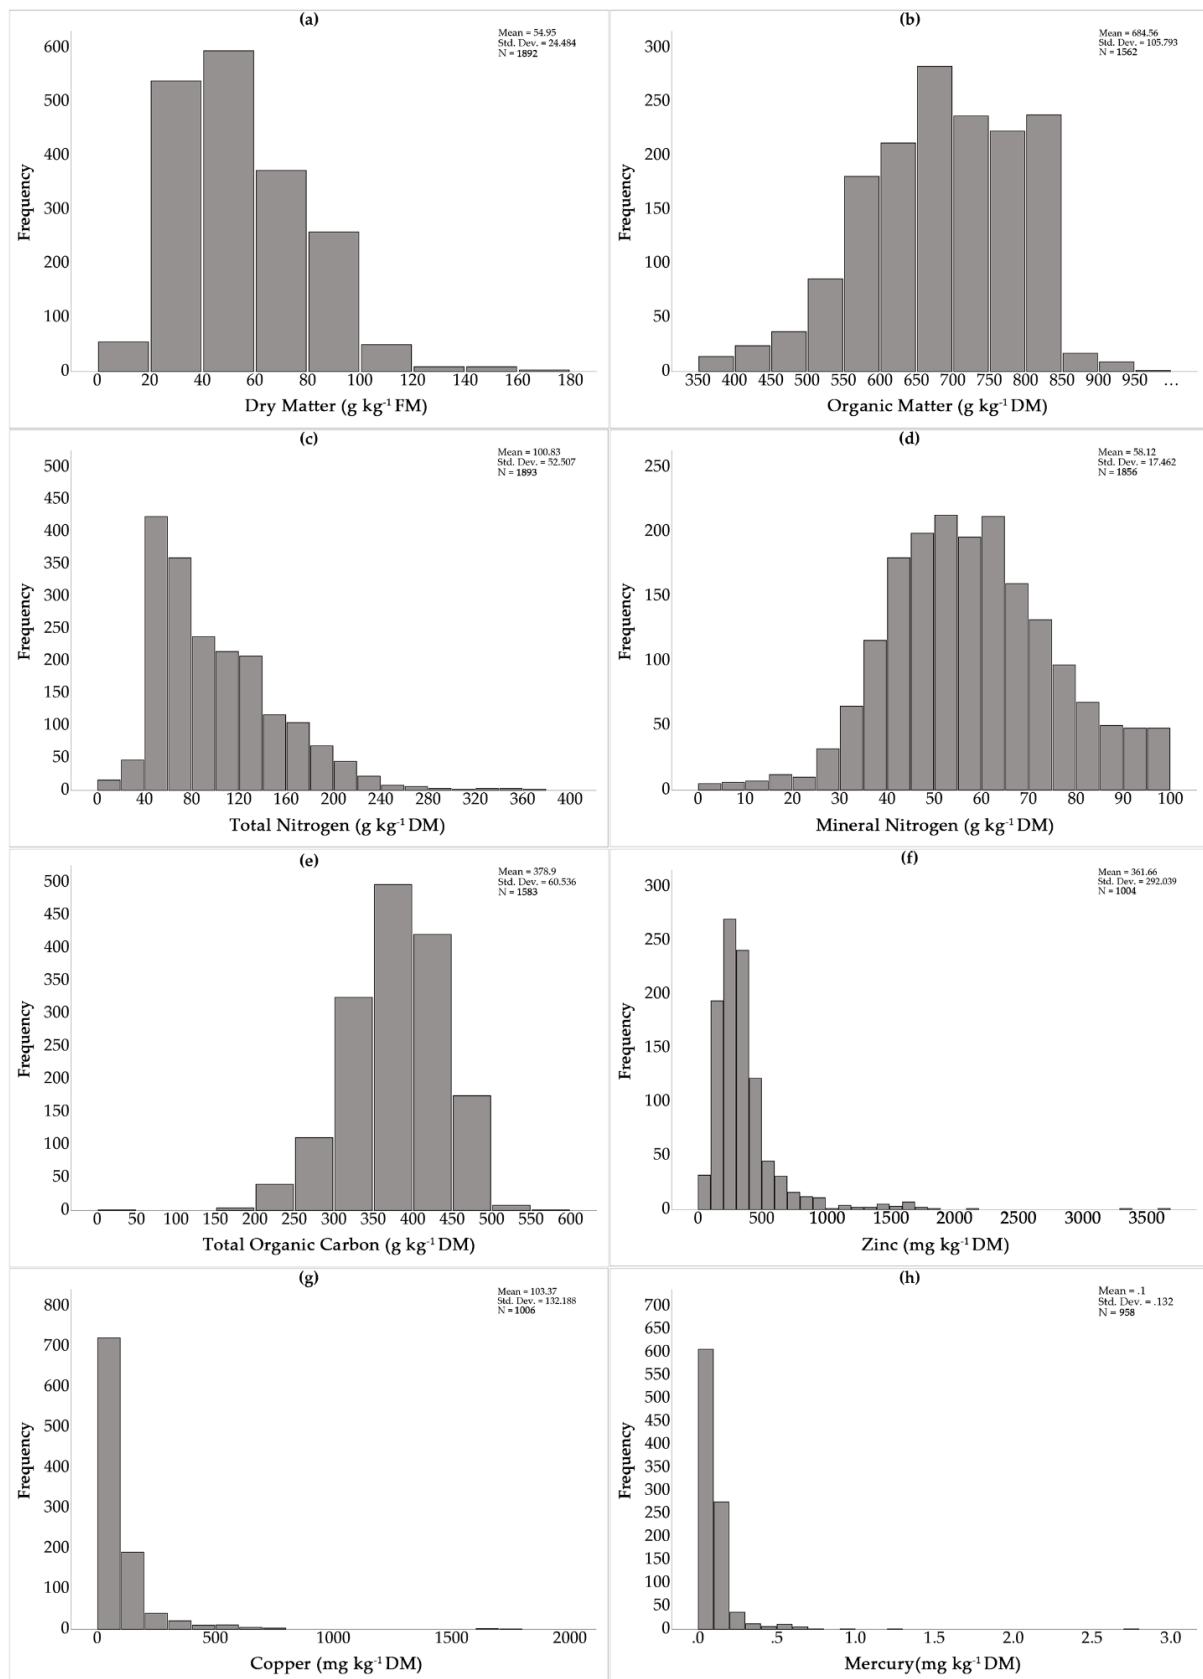 (a)
Mean = 54.95
Std. Dev. = 24.484
N = 1892
600
500
400
300
200
100
0
Frequency
0 20 40 60 80 100 120 140 160 180
Dry Matter (g kg-1 FM)
(b)
Mean = 684.56
Std. Dev. = 105.793
N = 1562
300
250
200
150
100
50
0
Frequency
350 400 450 500 550 600 650 700 750 800 850 900 950 ...
Organic Matter (g kg-1 DM)
(c)
Mean = 100.83
Std. Dev. = 52.507
N = 1893
500
450
400
350
300
250
200
150
100
50
0
Frequency
0 40 80 120 160 200 240 280 320 360 400
Total Nitrogen (g kg-1 DM)
(d)
Mean = 58.12
Std. Dev. = 17.462
N = 1856
250
200
150
100
50
0
Frequency
0 10 20 30 40 50 60 70 80 90 100
Mineral Nitrogen (g kg-1 DM)
(e)
Mean = 378.9
Std. Dev. = 60.536
N = 1583
500
450
400
350
300
250
200
150
100
50
0
Frequency
0 50 100 150 200 250 300 350 400 450 500 550 600
Total Organic Carbon (g kg-1 DM)
(f)
Mean = 361.66
Std. Dev. = 292.039
N = 1004
300
250
200
150
100
50
0
Frequency
0 500 1000 1500 2000 2500 3000 3500
Zinc (mg kg-1 DM)
(g)
Mean = 103.37
Std. Dev. = 132.188
N = 1006
800
700
600
500
400
300
200
100
0
Frequency
0 500 1000 1500 2000
Copper (mg kg-1 DM)
(h)
Mean = .1
Std. Dev. = .132
N = 958
700
650
600
550
500
450
400
350
300
250
200
150
100
50
0
Frequency
.0 .5 1.0 1.5 2.0 2.5 3.0
Mercury(mg kg-1 DM)